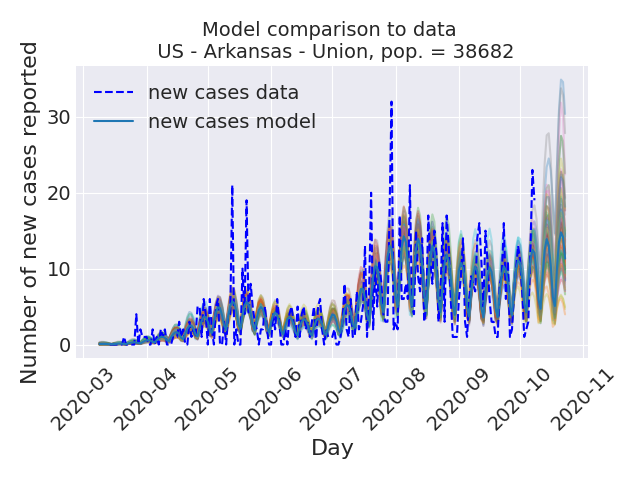 Model comparison to data
US - Arkansas - Union, pop. = 38682
Number of new cases reported
30
20
10
0
new cases data
new cases model
2020-03
2020-04
2020-05
2020-06
2020-07
2020-08
2020-09
2020-10
2020-11
Day